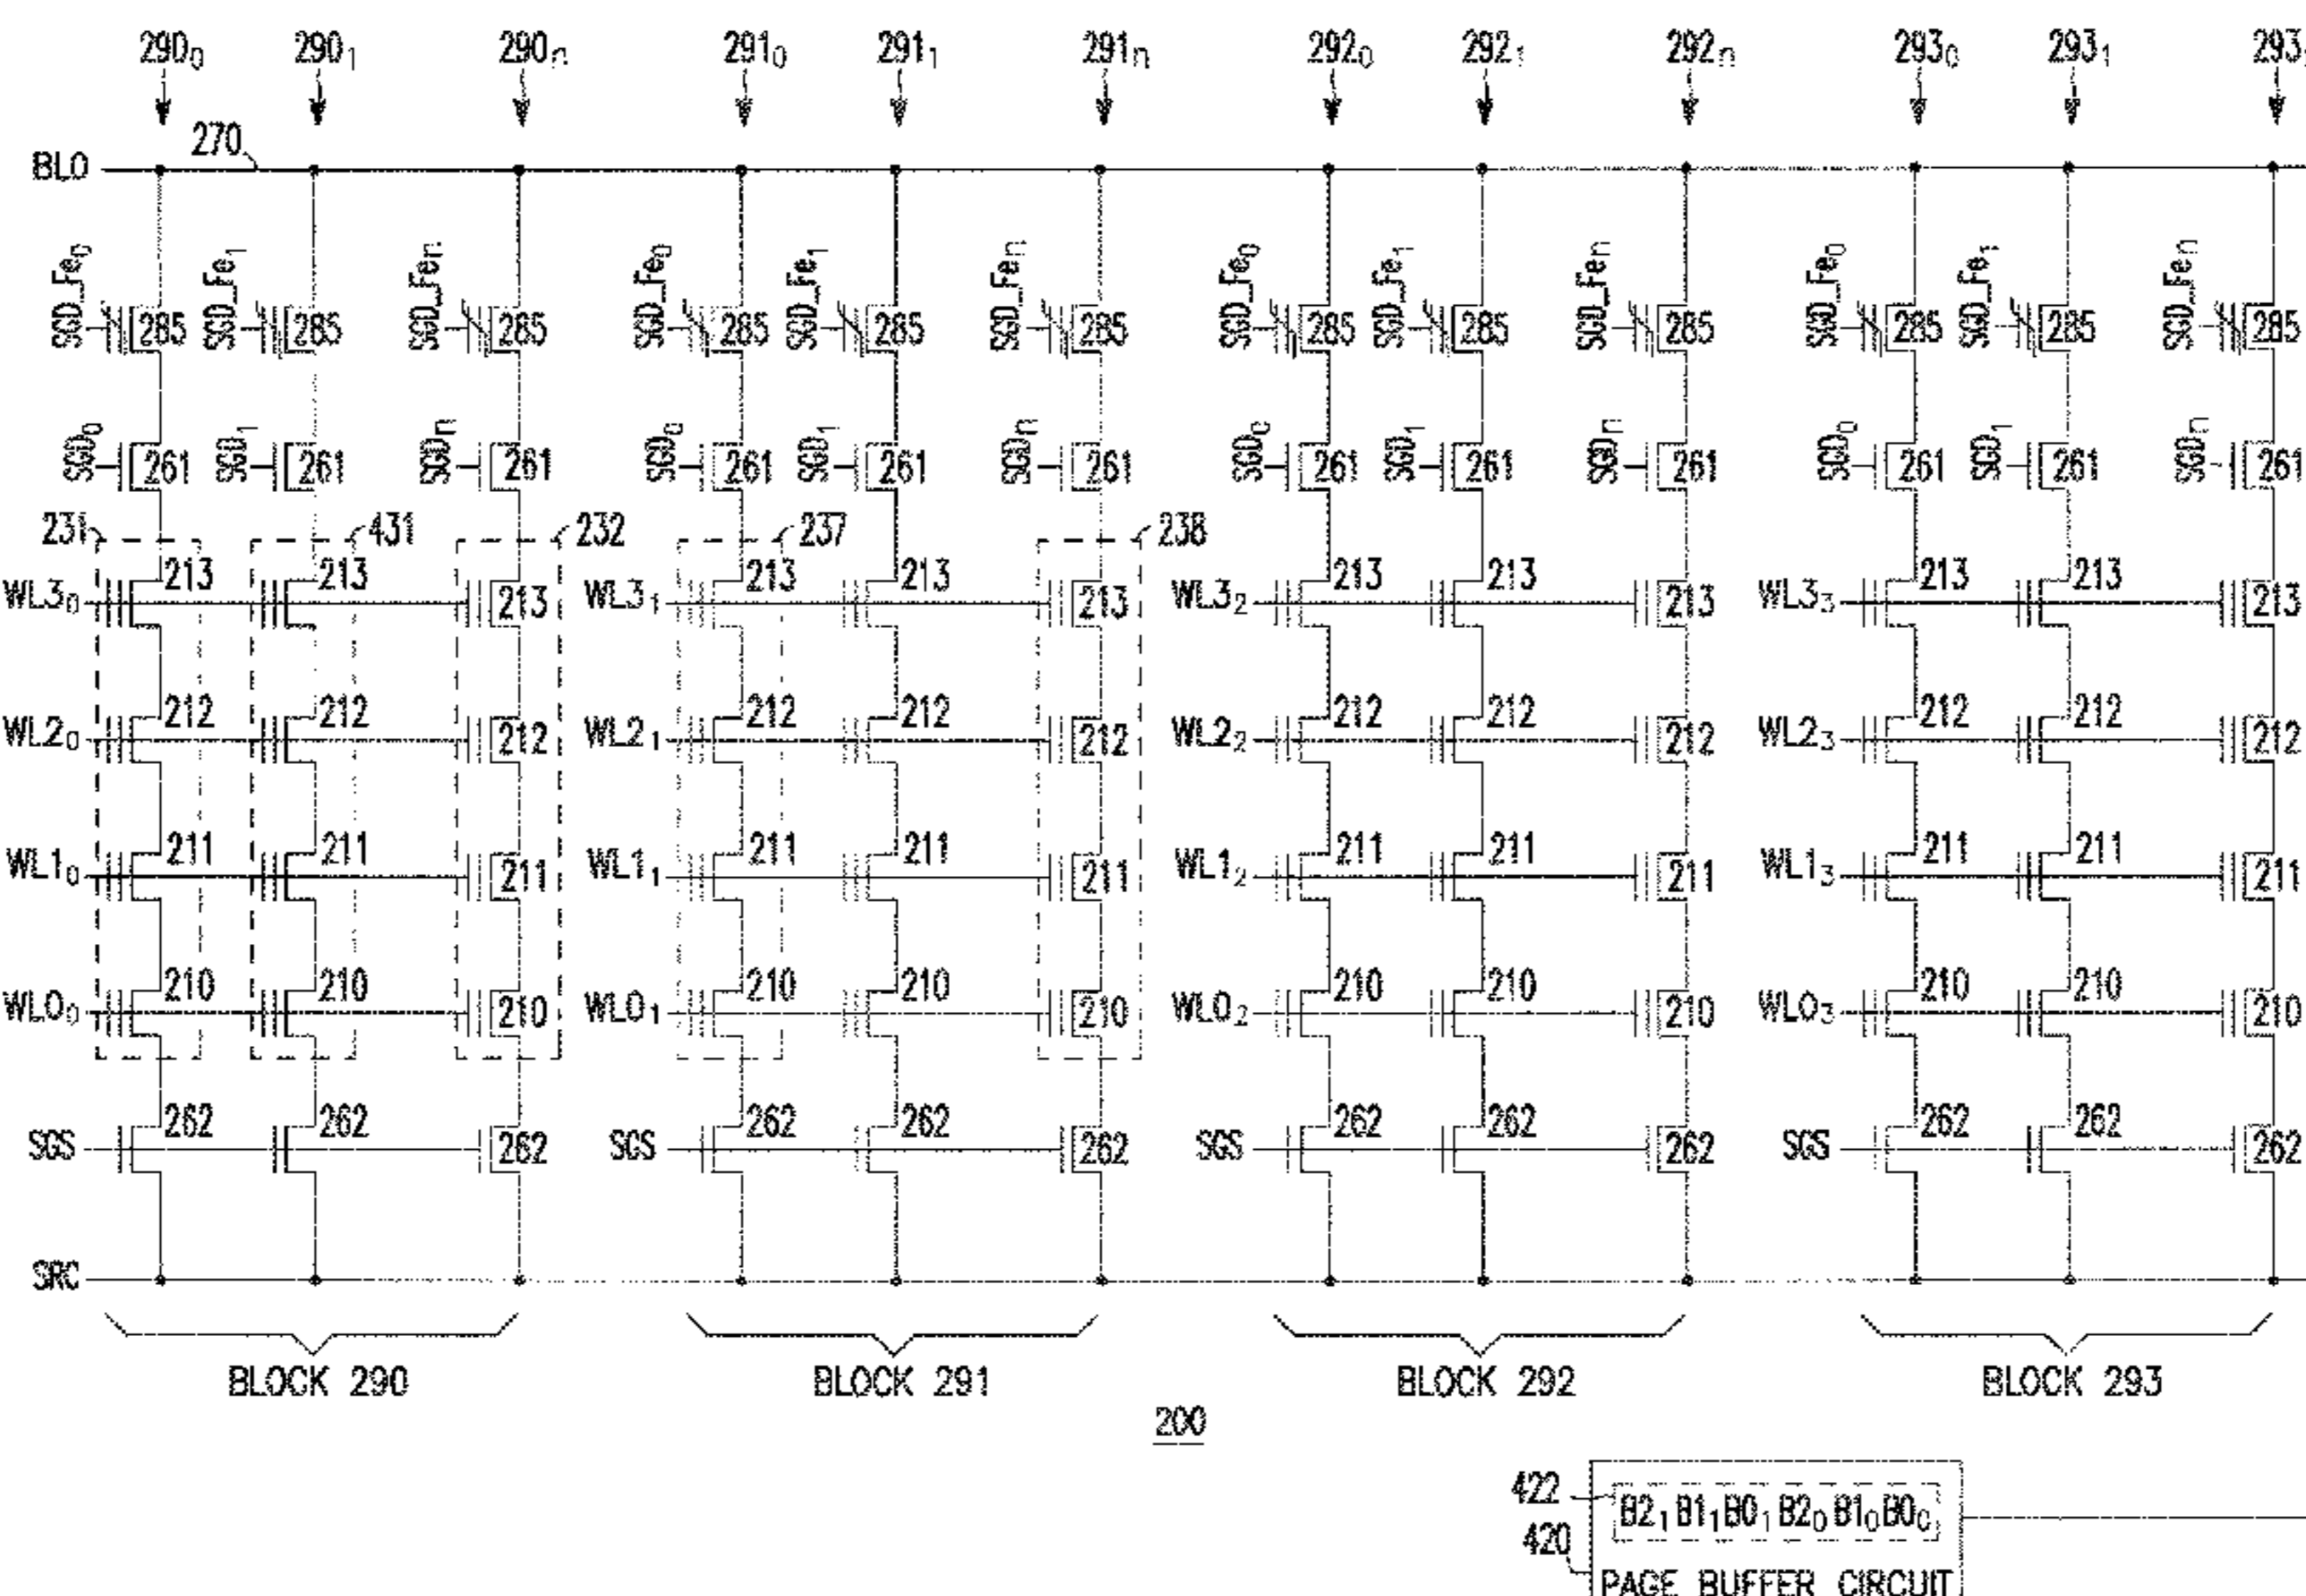 290₀ 290₁ 290ₙ 291₀ 291₁ 291ₙ 292₀ 292₁ 292ₙ 293₀ 293₁ 293
270
BL0
SGD_Fe₀ SGD_Fe₁ SGD_Feₙ SGD_Fe₀ SGD_Fe₁ SGD_Feₙ SGD_Fe₀ SGD_Fe₁ SGD_Feₙ SGD_Fe₀ SGD_Fe₁ SGD_Feₙ
285 285 285 285 285 285 285 285 285 285 285 285
SGD₀ SGD₁ SGDₙ SGD₀ SGD₁ SGDₙ SGD₀ SGD₁ SGDₙ SGD₀ SGD₁ SGDₙ
261 261 261 261 261 261 261 261 261 261 261 261
231 431 232 237 238
WL3₀ 213 213 213 WL3₁ 213 213 213 WL3₂ 213 213 213 WL3₃ 213 213 213
WL2₀ 212 212 212 WL2₁ 212 212 212 WL2₂ 212 212 212 WL2₃ 212 212 212
WL1₀ 211 211 211 WL1₁ 211 211 211 WL1₂ 211 211 211 WL1₃ 211 211 211
WL0₀ 210 210 210 WL0₁ 210 210 210 WL0₂ 210 210 210 WL0₃ 210 210 210
SGS 262 262 262 SGS 262 262 262 SGS 262 262 262 SGS 262 262 262
SRC
BLOCK 290 BLOCK 291 BLOCK 292 BLOCK 293
200
422 B2₁ B1₁ B0₁ B2₀ B1₀ B0₀
420
PAGE BUFFER CIRCUIT